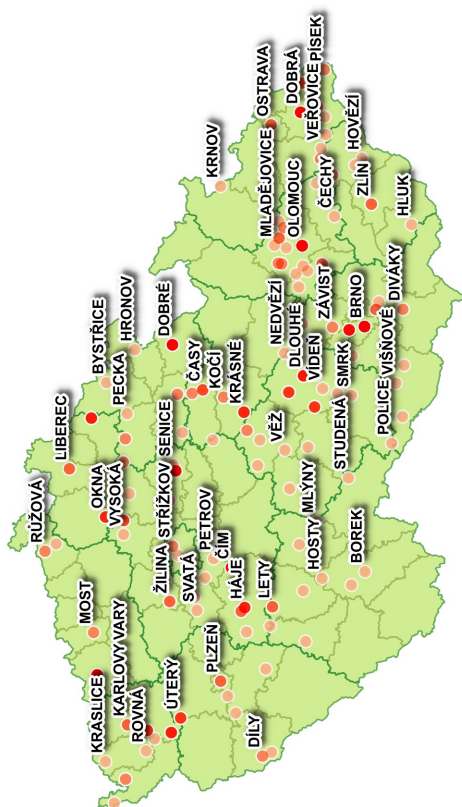 PÍSEK
VEŘOVICE
DOBRÁ
OSTRAVA
HOVĚZÍ
KRNOV
MLADĚJOVICE
OLOMOUC
ČECHY
ZLÍN
HLUK
HRONOV
BYSTŘICE
DOBRÉ
NEDVĚZÍ
DLOUHÉ
VÍDEŇ
ZÁVIST
SMRK
BRNO
DIVÁKY
VIŠŇOVÉ
PECKA
ČASY
KOČÍ
KRÁSNÉ
POLICE
LIBEREC
SENICE
VĚŽ
STUDENÁ
RŮŽOVÁ
OKNA
VYSOKÁ
STŘÍŽKOV
MLÝNY
PETROV
ČÍM
HOSTY
BOREK
ŽILINA
SVATÁ
HÁJE
LETY
MOST
KARLOVY VARY
KRASLICE
ROVNÁ
ÚTERÝ
PLZEŇ
DÍLY